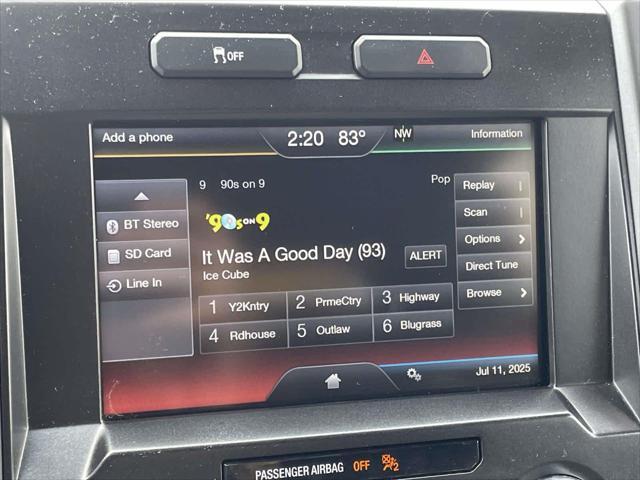 OFF
Add a phone 2:20 83° NW Information
9 90s on 9 Pop
'90s on 9
It Was A Good Day (93) ALERT
Ice Cube
BT Stereo
SD Card
Line In
Replay
Scan
Options
Direct Tune
Browse
1 Y2Kntry 2 PrmeCtry 3 Highway
4 Rdhouse 5 Outlaw 6 Blugrass
Jul 11, 2025
PASSENGER AIRBAG OFF 2